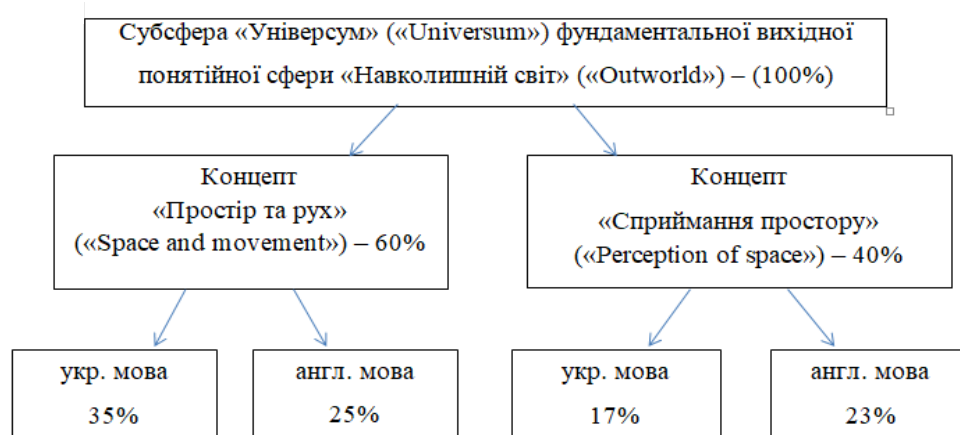 Субсфера «Універсум» («Universum») фундаментальної вихідної
понятійної сфери «Навколишній світ» («Outworld») – (100%)
Концепт
«Простір та рух»
(«Space and movement») – 60%
Концепт
«Сприймання простору»
(«Perception of space») – 40%
укр. мова
35%
англ. мова
25%
укр. мова
17%
англ. мова
23%